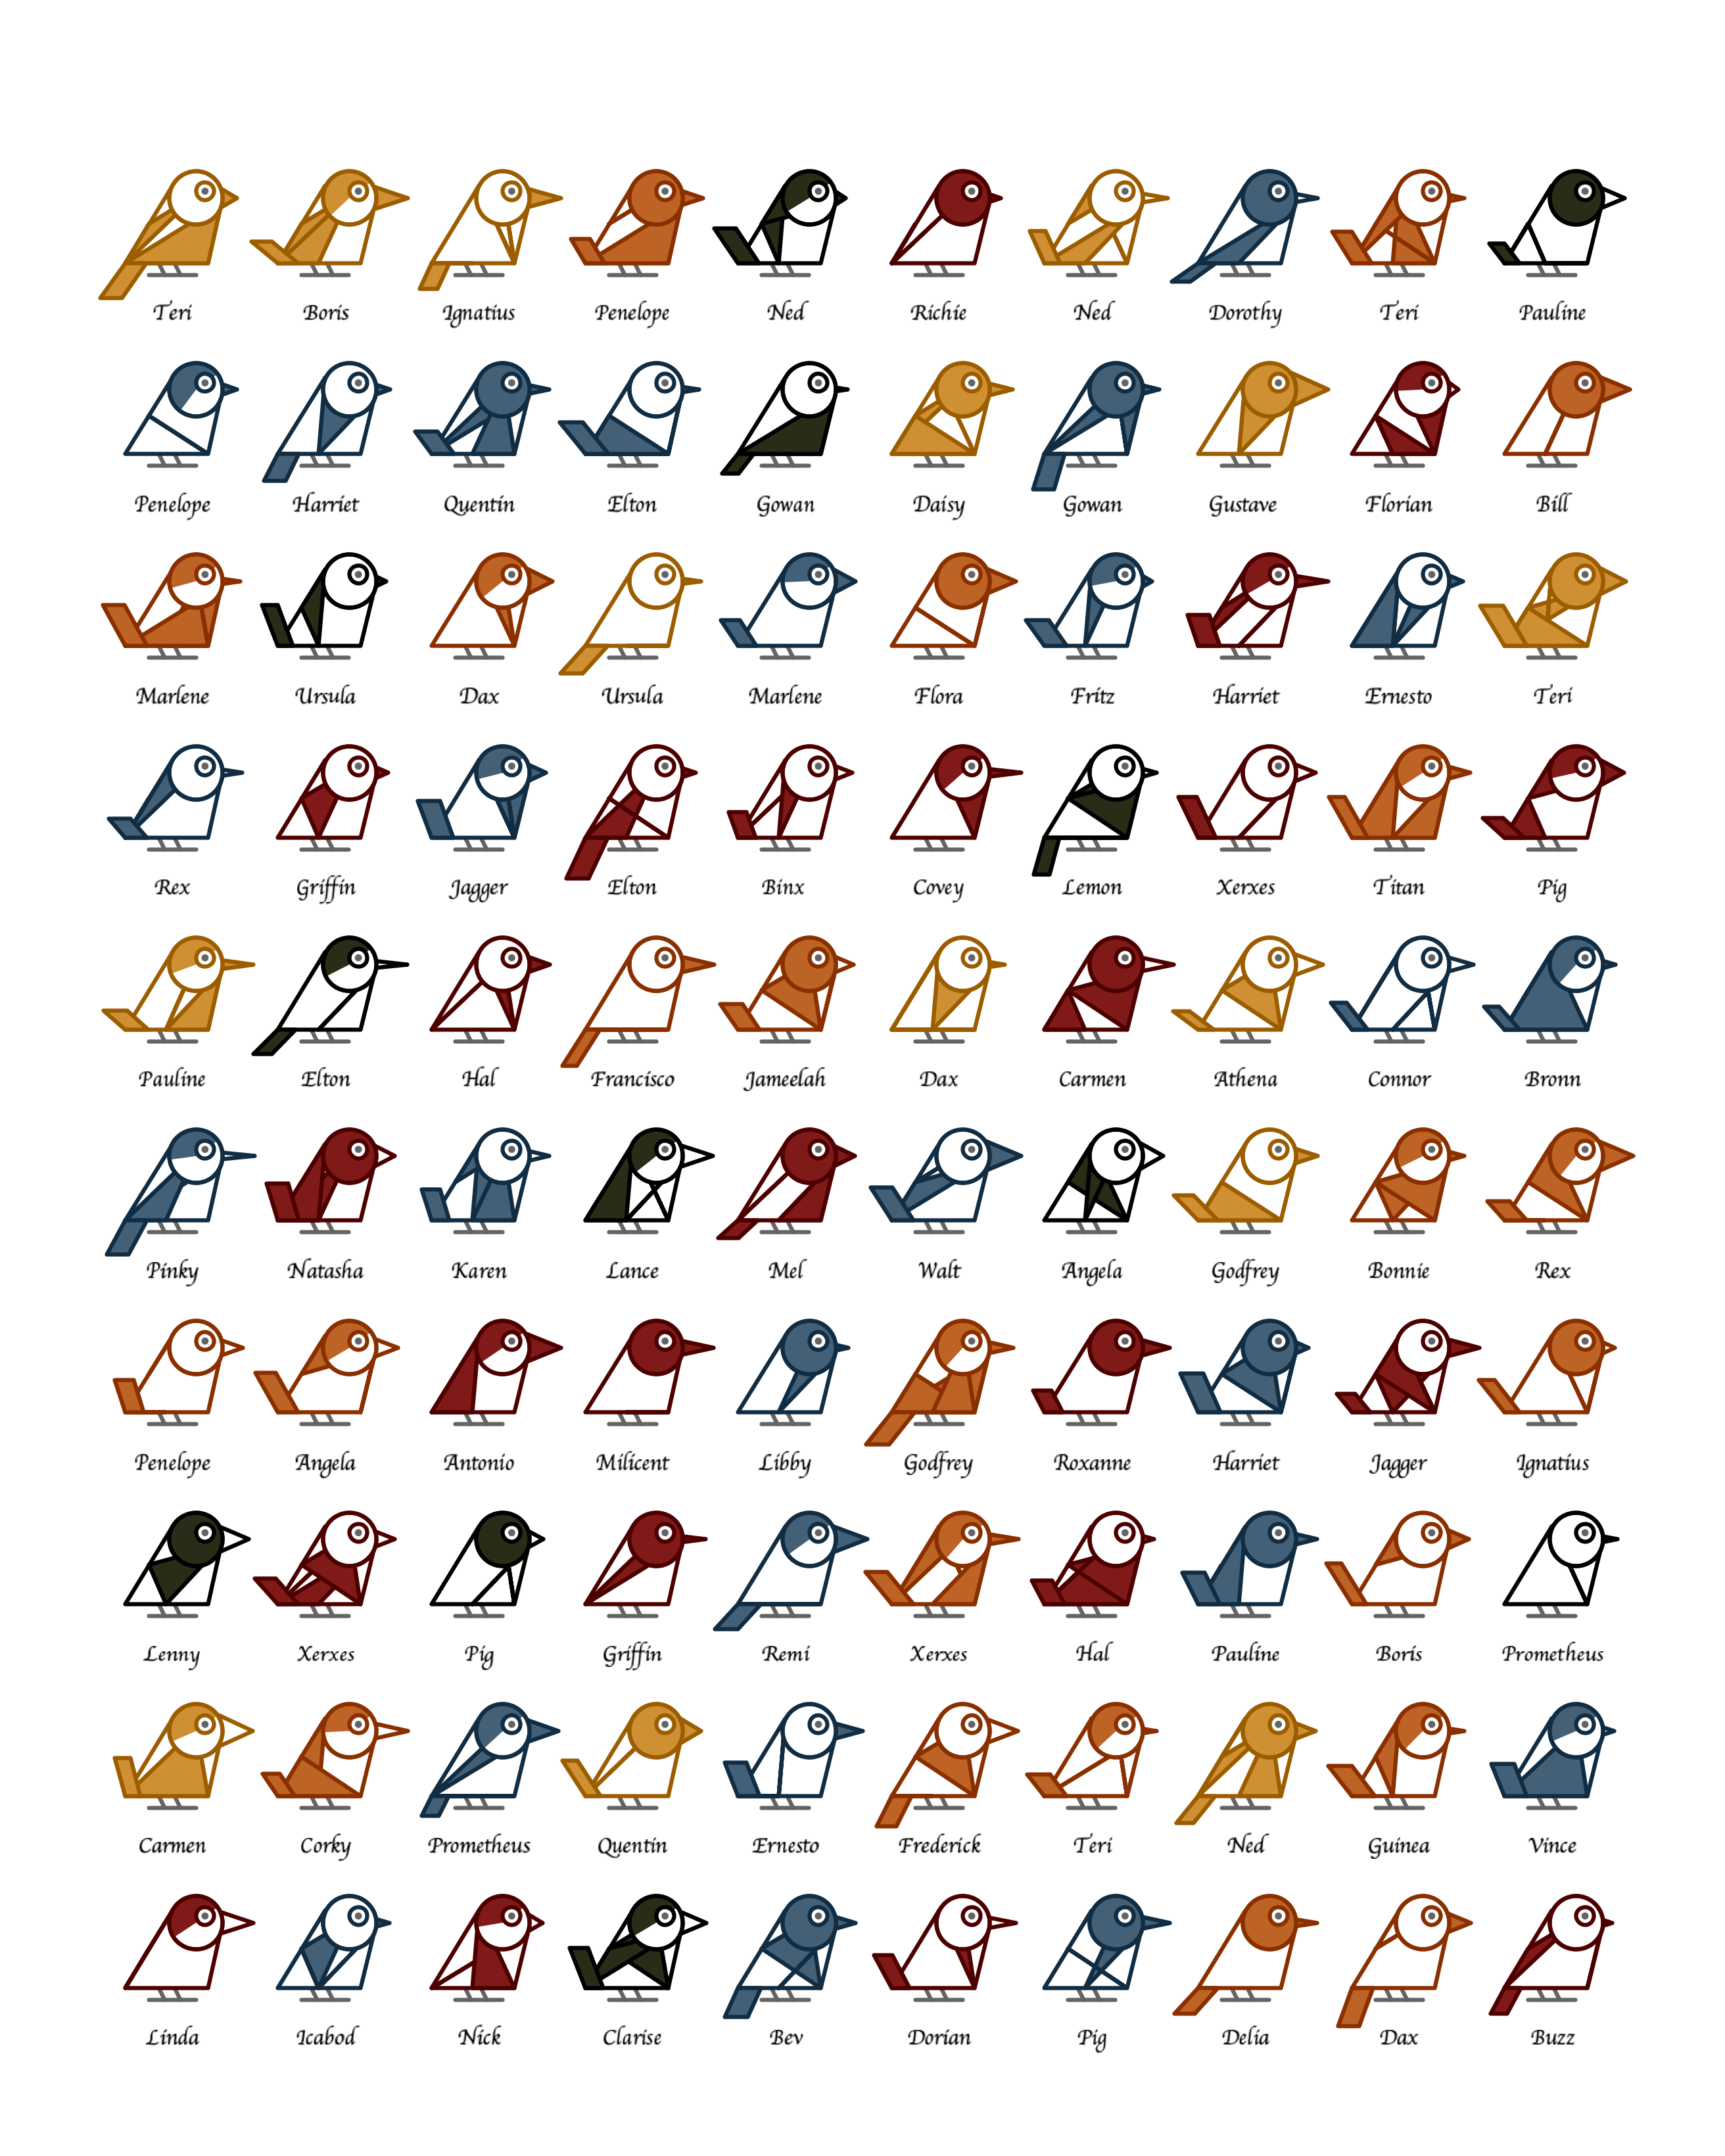 Teri Boris Ignatius Penelope Ned Richie Ned Dorothy Teri Pauline
Penelope Harriet Quentin Elton Gowan Daisy Gowan Gustave Florian Bill
Marlene Ursula Dax Ursula Marlene Flora Fritz Harriet Ernesto Teri
Rex Griffin Jagger Elton Binx Covey Lemon Xerxes Titan Pig
Pauline Elton Hal Francisco Jameelah Dax Carmen Athena Connor Bronn
Pinky Natasha Karen Lance Mel Walt Angela Godfrey Bonnie Rex
Penelope Angela Antonio Milicent Libby Godfrey Roxanne Harriet Jagger Ignatius
Lenny Xerxes Pig Griffin Remi Xerxes Hal Pauline Boris Prometheus
Carmen Corky Prometheus Quentin Ernesto Frederick Teri Ned Guinea Vince
Linda Icabod Nick Clarise Bev Dorian Pig Delia Dax Buzz